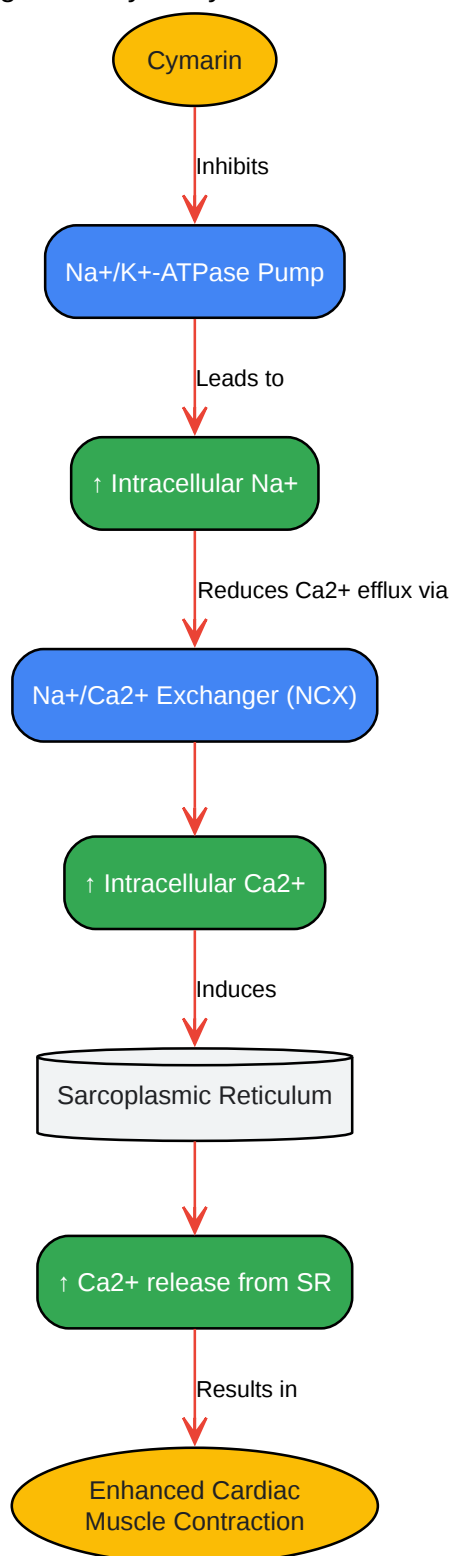 Cymarin
Inhibits
Na+/K+-ATPase Pump
Leads to
↑ Intracellular Na+
Reduces Ca2+ efflux via
Na+/Ca2+ Exchanger (NCX)
↑ Intracellular Ca2+
Induces
Sarcoplasmic Reticulum
↑ Ca2+ release from SR
Results in
Enhanced Cardiac
Muscle Contraction